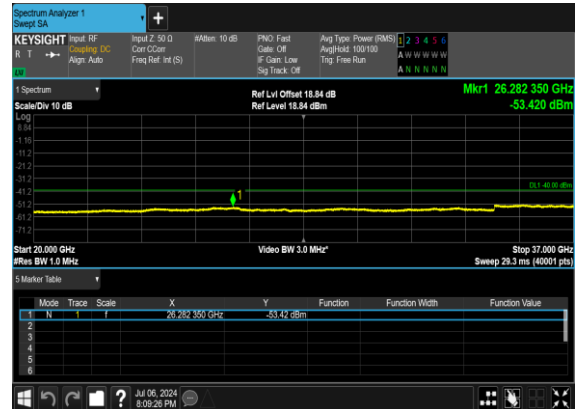 Spectrum Analyzer 1
Swept SA
+
KEYSIGHT Input: RF Input Z: 50 Ω #Atten: 10 dB PNO: Fast Avg Type: Power (RMS) 1 2 3 4 5 6
R T Coupling: DC Corr CCorr Gate: Off Avg|Hold: 100/100 A W W W W W
Align: Auto Freq Ref: Int (S) IF Gain: Low Trig: Free Run
LXI Sig Track: Off A N N N N N
1 Spectrum Ref Lvl Offset 18.84 dB Mkr1 26.282 350 GHz
Scale/Div 10 dB Ref Level 18.84 dBm -53.420 dBm
Log
8.84
-1.16
-11.2
-21.2
-31.2
-41.2 DL1 -40.00 dBm
1
-51.2
-61.2
-71.2
Start 20.000 GHz Video BW 3.0 MHz* Stop 37.000 GHz
#Res BW 1.0 MHz Sweep 29.3 ms (40001 pts)
5 Marker Table
Mode Trace Scale X Y Function Function Width Function Value
1 N 1 f 26.282 350 GHz -53.42 dBm
2
3
4
5
6
? Jul 06, 2024
8:09:26 PM